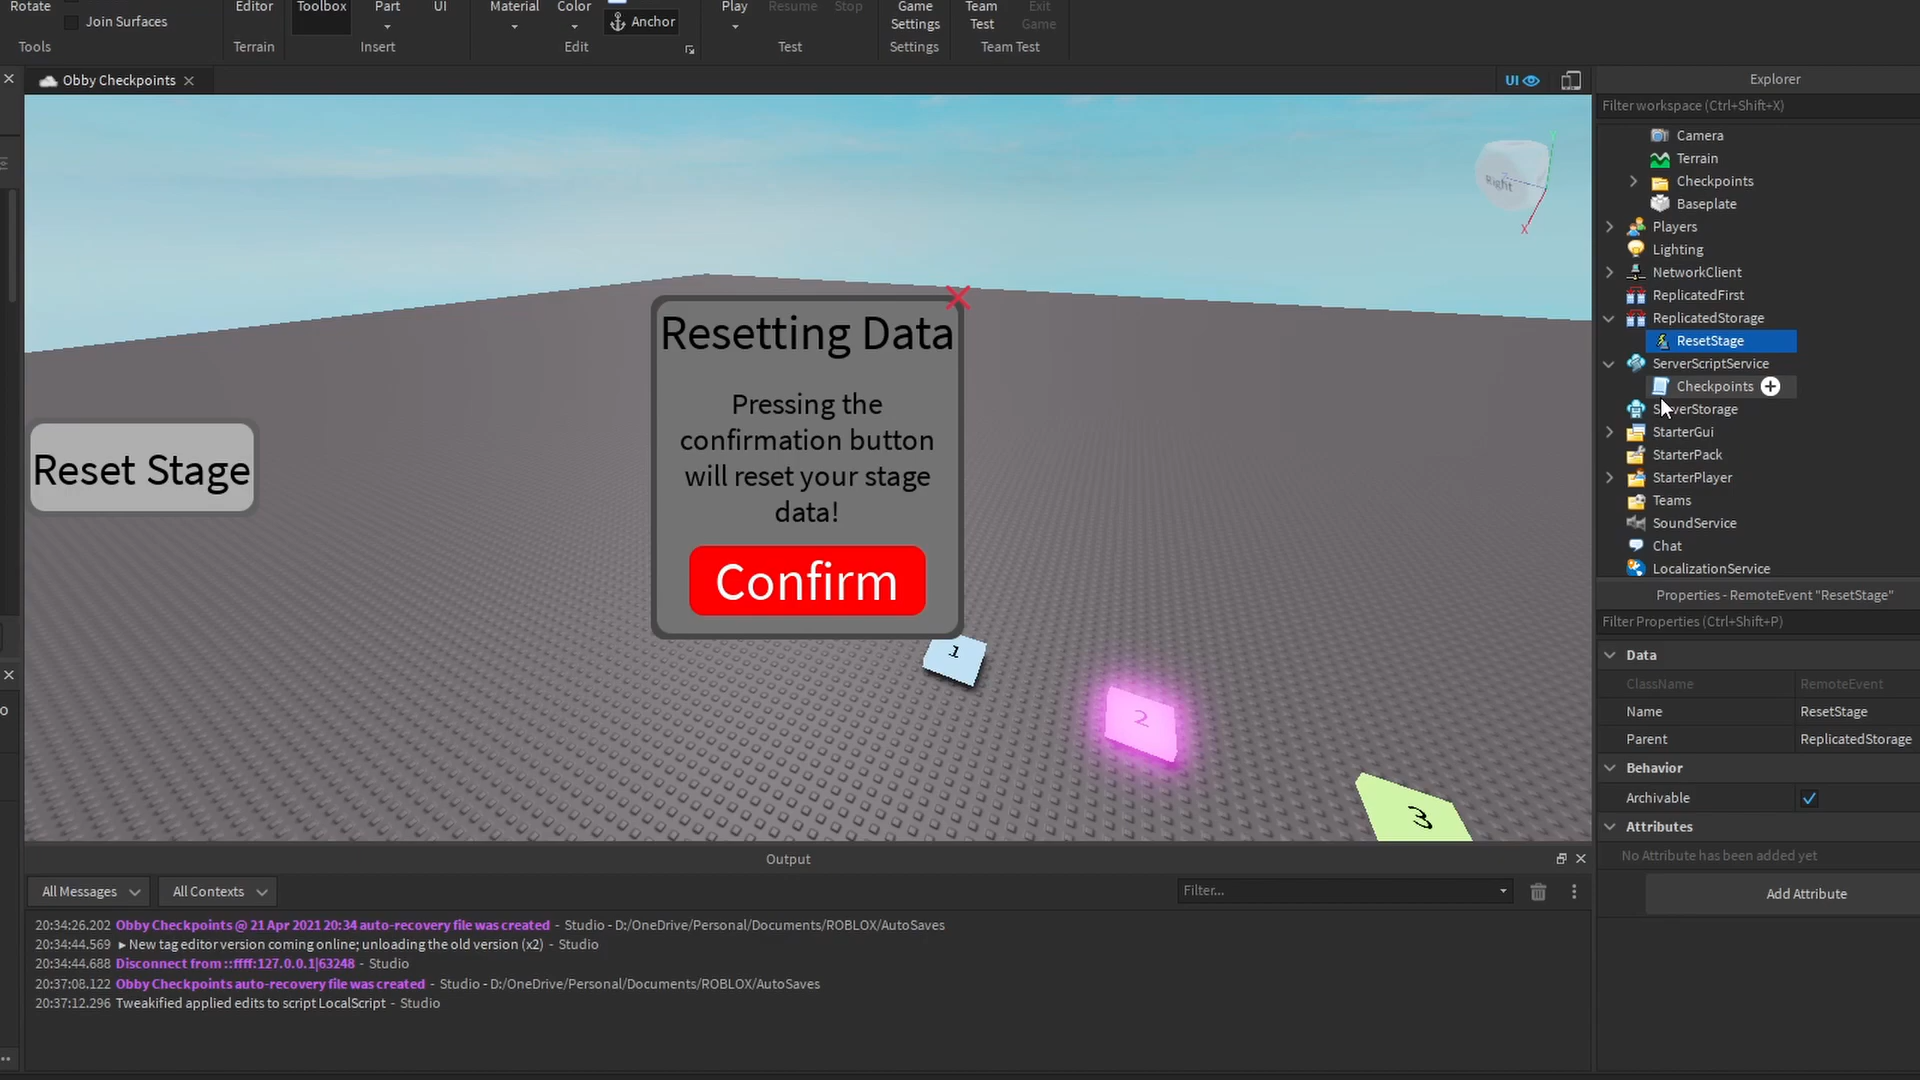 Rotate
Join Surfaces
Tools
Editor
Terrain
Toolbox
Part
UI
Insert
Material
Color
Anchor
Edit
Play
Resume
Stop
Test
Game Settings
Settings
Team Test
Exit Game
Team Test
Obby Checkpoints
UI
Explorer
Filter workspace (Ctrl+Shift+X)
Camera
Terrain
Checkpoints
Baseplate
Players
Lighting
NetworkClient
ReplicatedFirst
ReplicatedStorage
ResetStage
ServerScriptService
Checkpoints
ServerStorage
StarterGui
StarterPack
StarterPlayer
Teams
SoundService
Chat
LocalizationService
Right
X
Resetting Data
Pressing the
confirmation button
will reset your stage
data!
Confirm
Reset Stage
1
2
3
Properties - RemoteEvent "ResetStage"
Filter Properties (Ctrl+Shift+P)
Data
ClassName RemoteEvent
Name ResetStage
Parent ReplicatedStorage
Behavior
Archivable
Attributes
No Attribute has been added yet
Add Attribute
Output
All Messages
All Contexts
Filter...
20:34:26.202 Obby Checkpoints @ 21 Apr 2021 20:34 auto-recovery file was created - Studio - D:/OneDrive/Personal/Documents/ROBLOX/AutoSaves
20:34:44.569 ▸ New tag editor version coming online; unloading the old version (x2) - Studio
20:34:44.688 Disconnect from ::ffff:127.0.0.1|63248 - Studio
20:37:08.122 Obby Checkpoints auto-recovery file was created - Studio - D:/OneDrive/Personal/Documents/ROBLOX/AutoSaves
20:37:12.296 Tweakified applied edits to script LocalScript - Studio